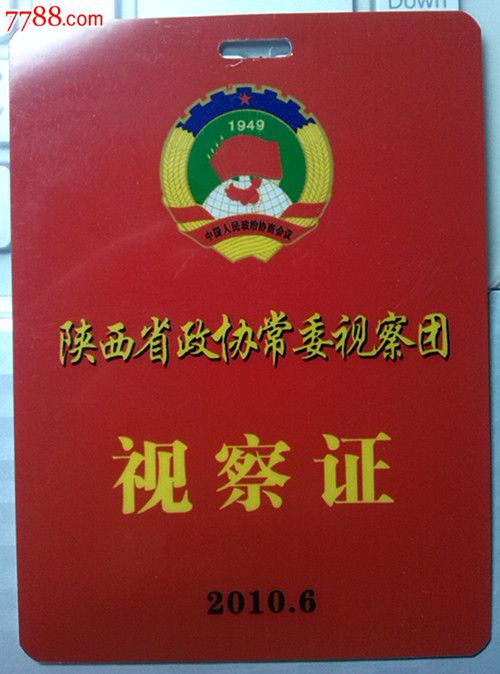 7788.com
Down
1949
中国人民政治协商会议
陕西省政协常委视察团
视察证
2010.6